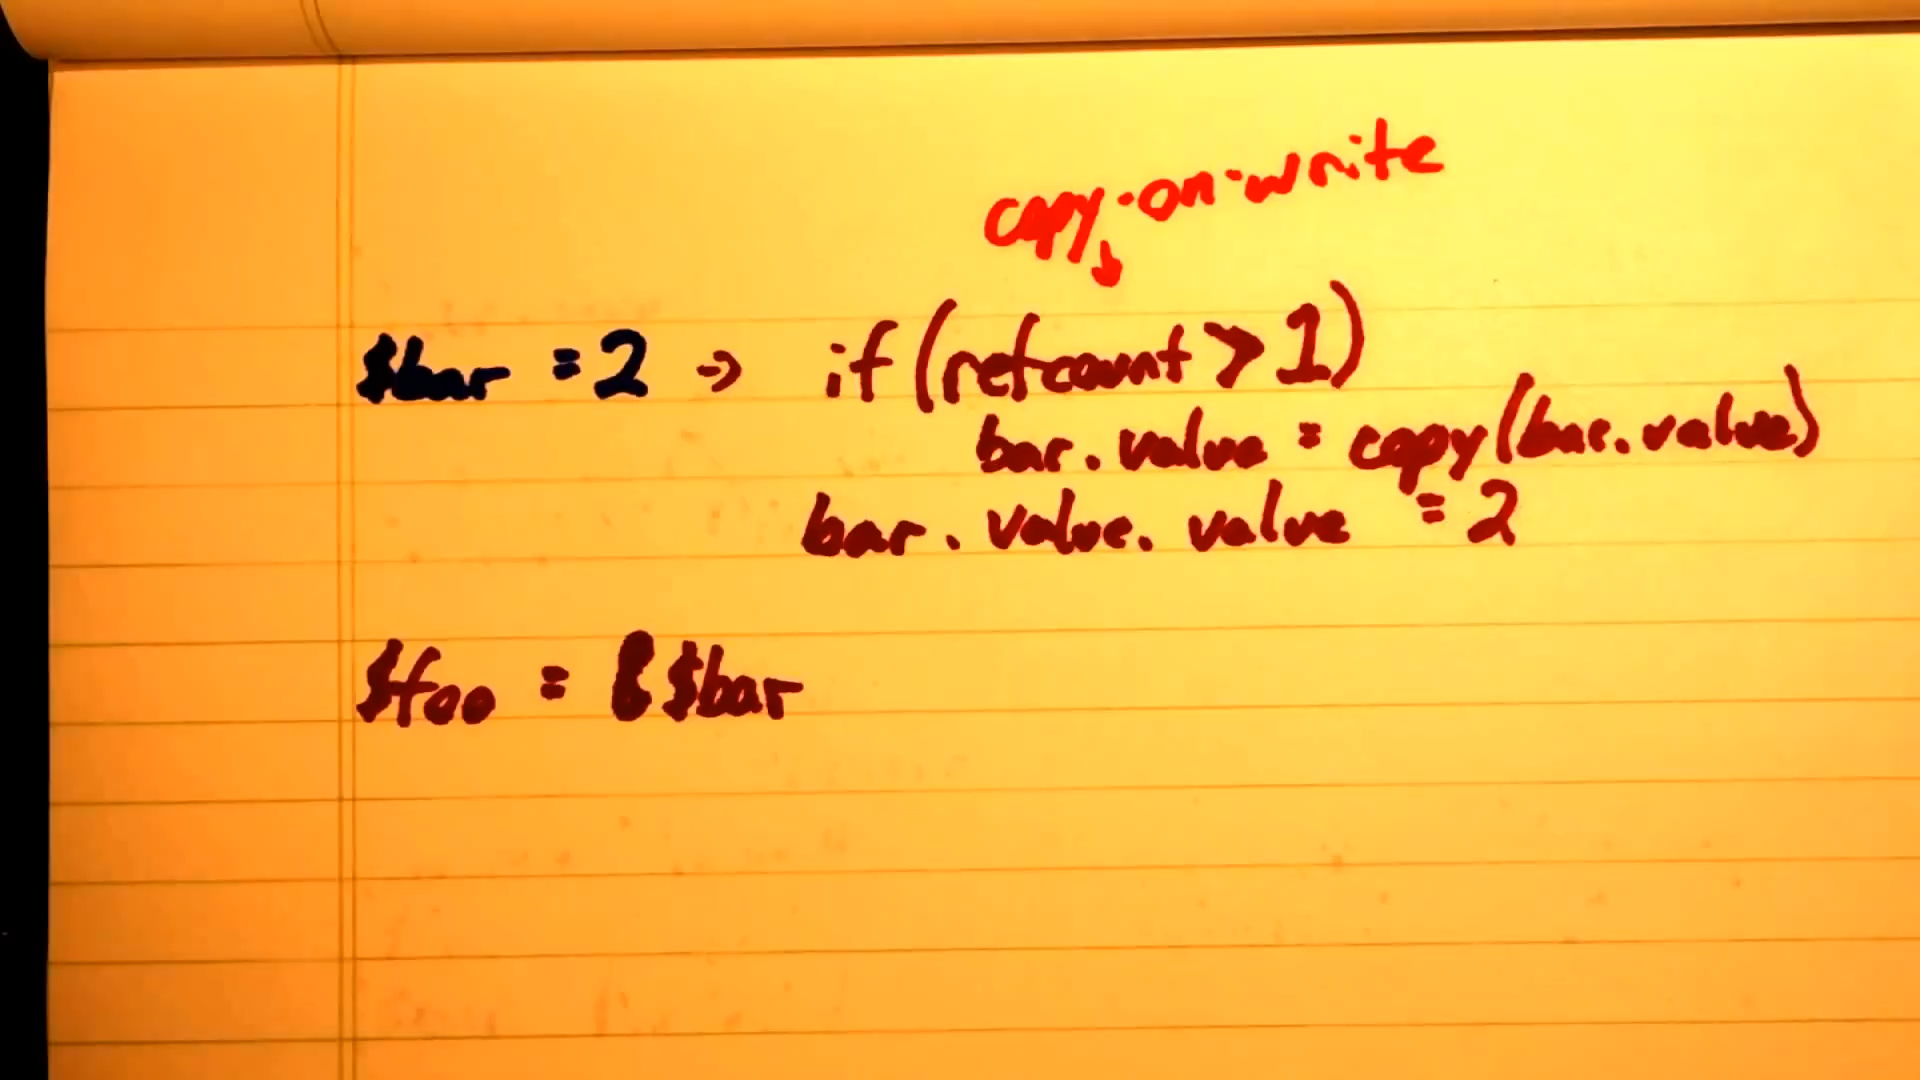 copy-on-write
$bar = 2 -> if (refcount > 1)
bar.value = copy(bar.value)
bar.value.value = 2
$foo = &$bar